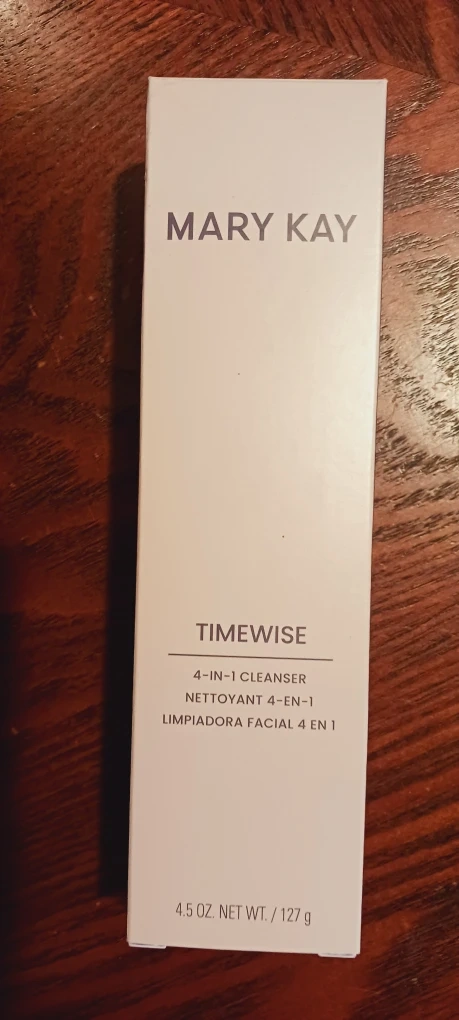 MARY KAY
TIMEWISE
4-IN-1 CLEANSER
NETTOYANT 4-EN-1
LIMPIADORA FACIAL 4 EN 1
4.5 OZ. NET WT. / 127 g